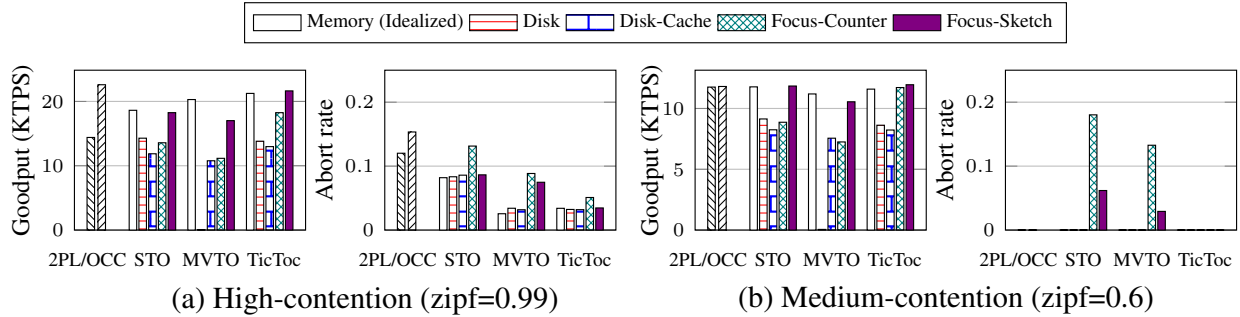 Memory (Idealized) Disk Disk-Cache Focus-Counter Focus-Sketch
Goodput (KTPS)
20
10
0
2PL/OCC STO MVTO TicToc
Abort rate
0.2
0.1
0
2PL/OCC STO MVTO TicToc
(a) High-contention (zipf=0.99)
Goodput (KTPS)
10
5
0
2PL/OCC STO MVTO TicToc
Abort rate
0.2
0.1
0
2PL/OCC STO MVTO TicToc
(b) Medium-contention (zipf=0.6)